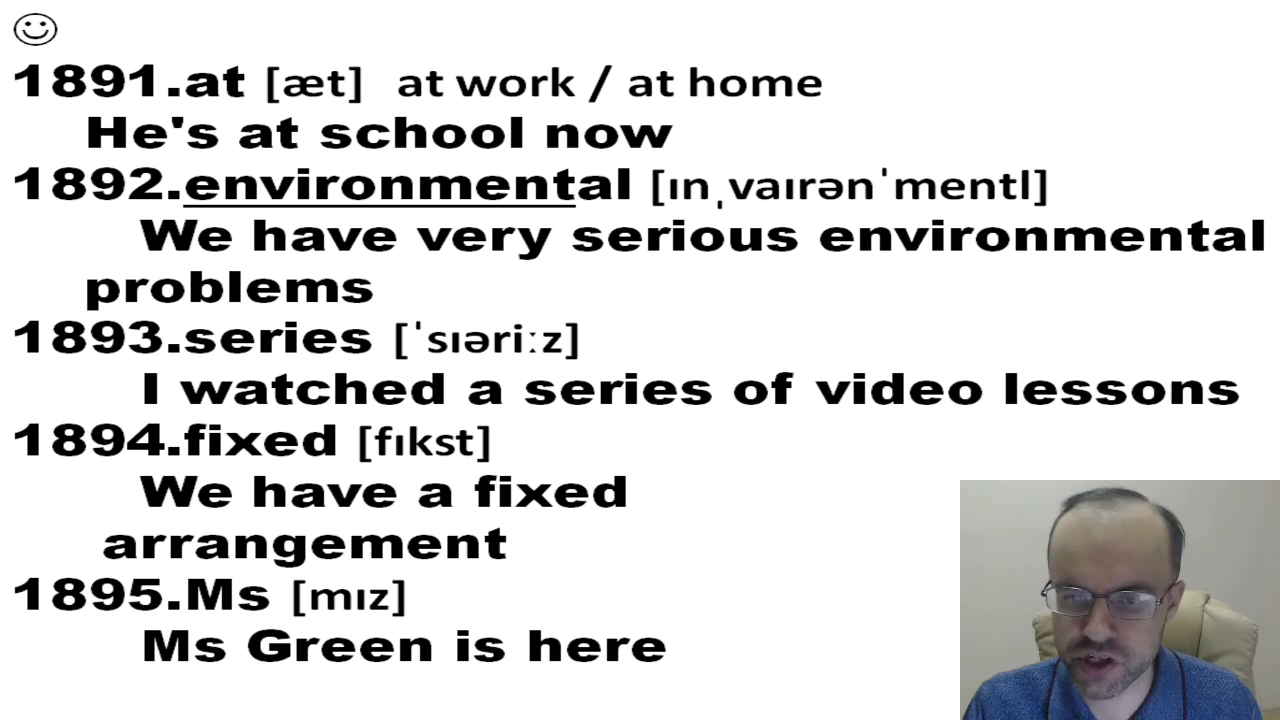 1891.at [æt] at work / at home
He's at school now
1892.environmental [ɪnˌvaɪrənˈmentl]
We have very serious environmental
problems
1893.series [ˈsɪəriːz]
I watched a series of video lessons
1894.fixed [fɪkst]
We have a fixed
arrangement
1895.Ms [mɪz]
Ms Green is here